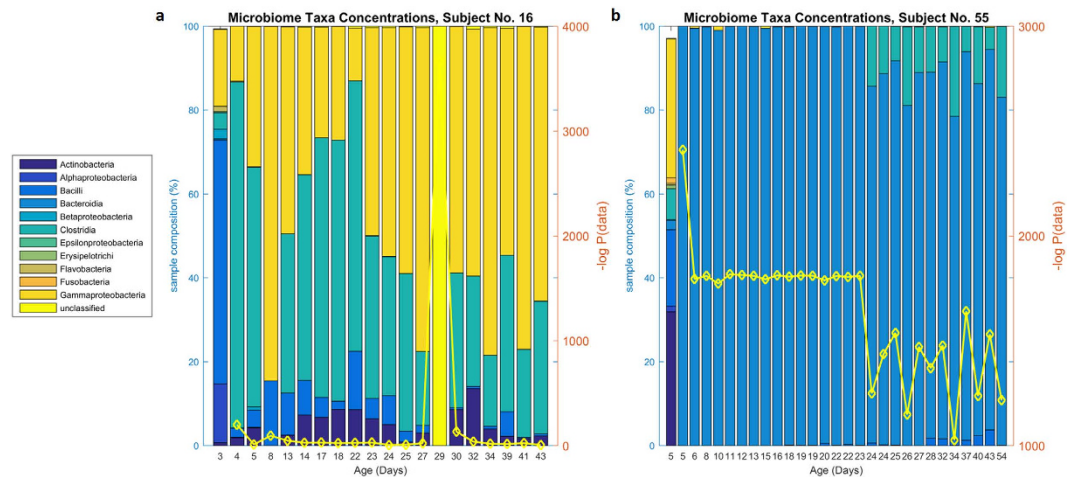 a
Microbiome Taxa Concentrations, Subject No. 16
b
Microbiome Taxa Concentrations, Subject No. 55
Actinobacteria
Alphaproteobacteria
Bacilli
Bacteroidia
Betaproteobacteria
Clostridia
Epsilonproteobacteria
Erysipelotrichi
Flavobacteria
Fusobacteria
Gammaproteobacteria
unclassified
sample composition (%)
100
80
60
40
20
0
4000
3000
2000
1000
0
-log P(data)
3 4 5 8 13 14 17 18 22 23 24 25 27 29 30 32 34 39 41 43
Age (Days)
sample composition (%)
100
80
60
40
20
0
3000
2000
1000
-log P(data)
5 5 6 8 10 11 12 13 15 16 18 19 20 22 22 23 24 24 25 26 27 28 32 34 37 40 43 54
Age (Days)